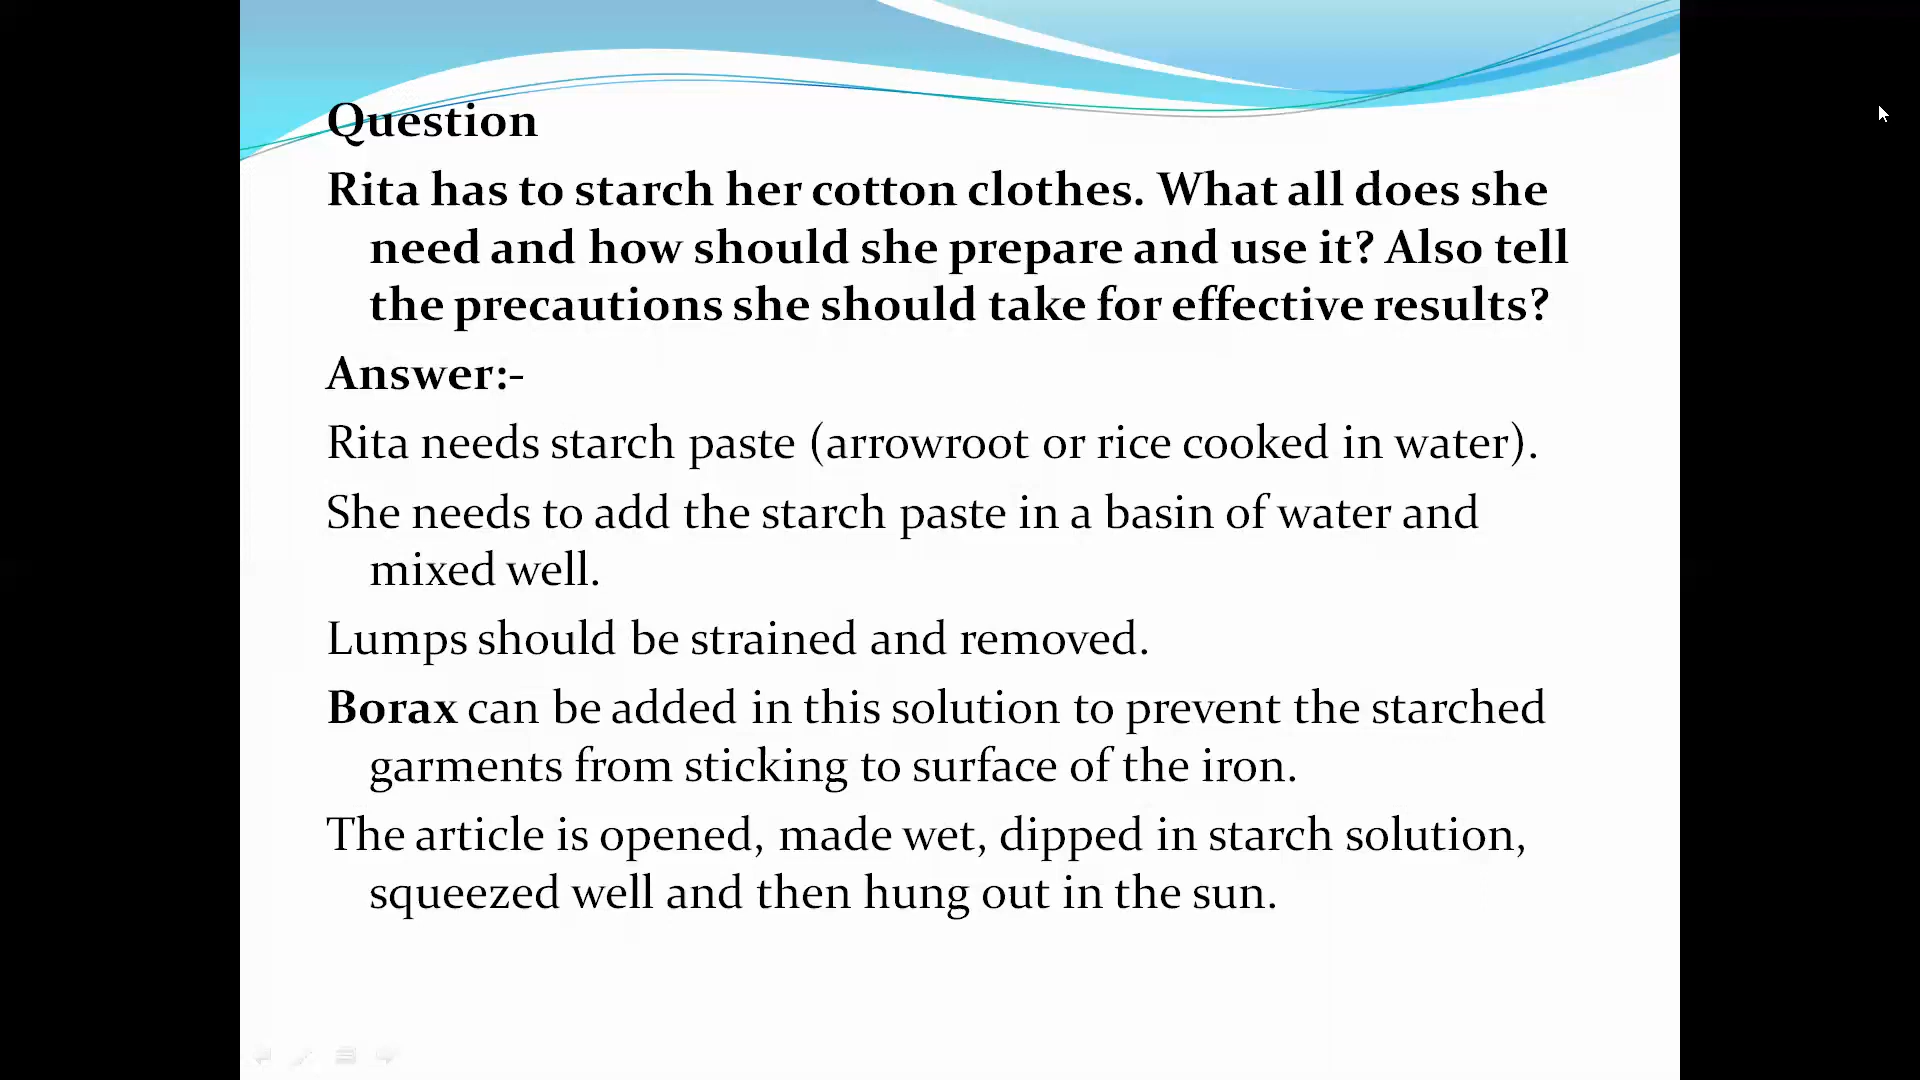 Question
Rita has to starch her cotton clothes. What all does she
need and how should she prepare and use it? Also tell
the precautions she should take for effective results?
Answer:-
Rita needs starch paste (arrowroot or rice cooked in water).
She needs to add the starch paste in a basin of water and
mixed well.
Lumps should be strained and removed.
Borax can be added in this solution to prevent the starched
garments from sticking to surface of the iron.
The article is opened, made wet, dipped in starch solution,
squeezed well and then hung out in the sun.